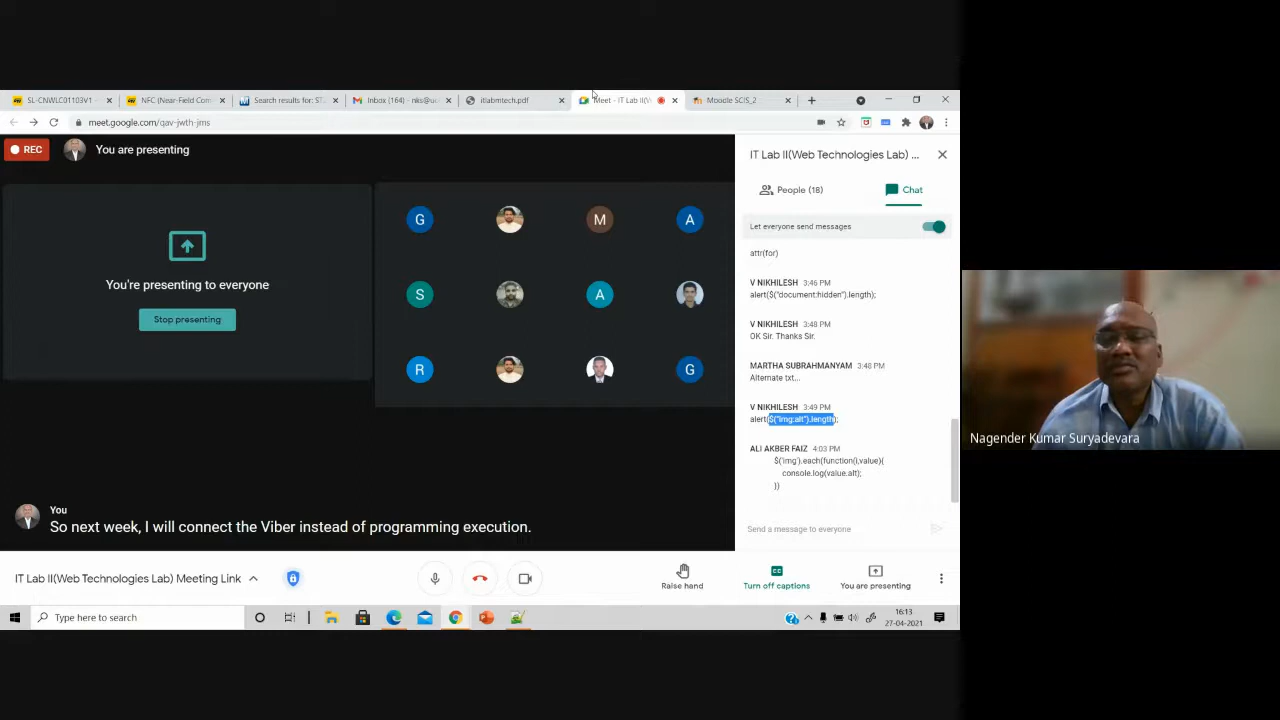 SL-CNWLC01103V1
NFC (Near-Field Com
Search results for: ST
Inbox (164) - nks@uo
itlabmtech.pdf
Meet - IT Lab II(W
Moodle SCIS_2
meet.google.com/qav-jwth-jms
REC
You are presenting
IT Lab II(Web Technologies Lab) ...
People (18)
Chat
Let everyone send messages
attr(for)
V NIKHILESH 3:46 PM
alert($("document:hidden").length);
V NIKHILESH 3:48 PM
OK Sir. Thanks Sir.
MARTHA SUBRAHMANYAM 3:48 PM
Alternate txt...
V NIKHILESH 3:49 PM
alert($("img:alt").length);
ALI AKBER FAIZ 4:03 PM
$('img').each(function(i,value){
console.log(value.alt);
})
Send a message to everyone
You're presenting to everyone
Stop presenting
G
M
A
S
A
R
G
You
So next week, I will connect the Viber instead of programming execution.
Nagender Kumar Suryadevara
IT Lab II(Web Technologies Lab) Meeting Link
Raise hand
Turn off captions
You are presenting
Type here to search
16:13
27-04-2021